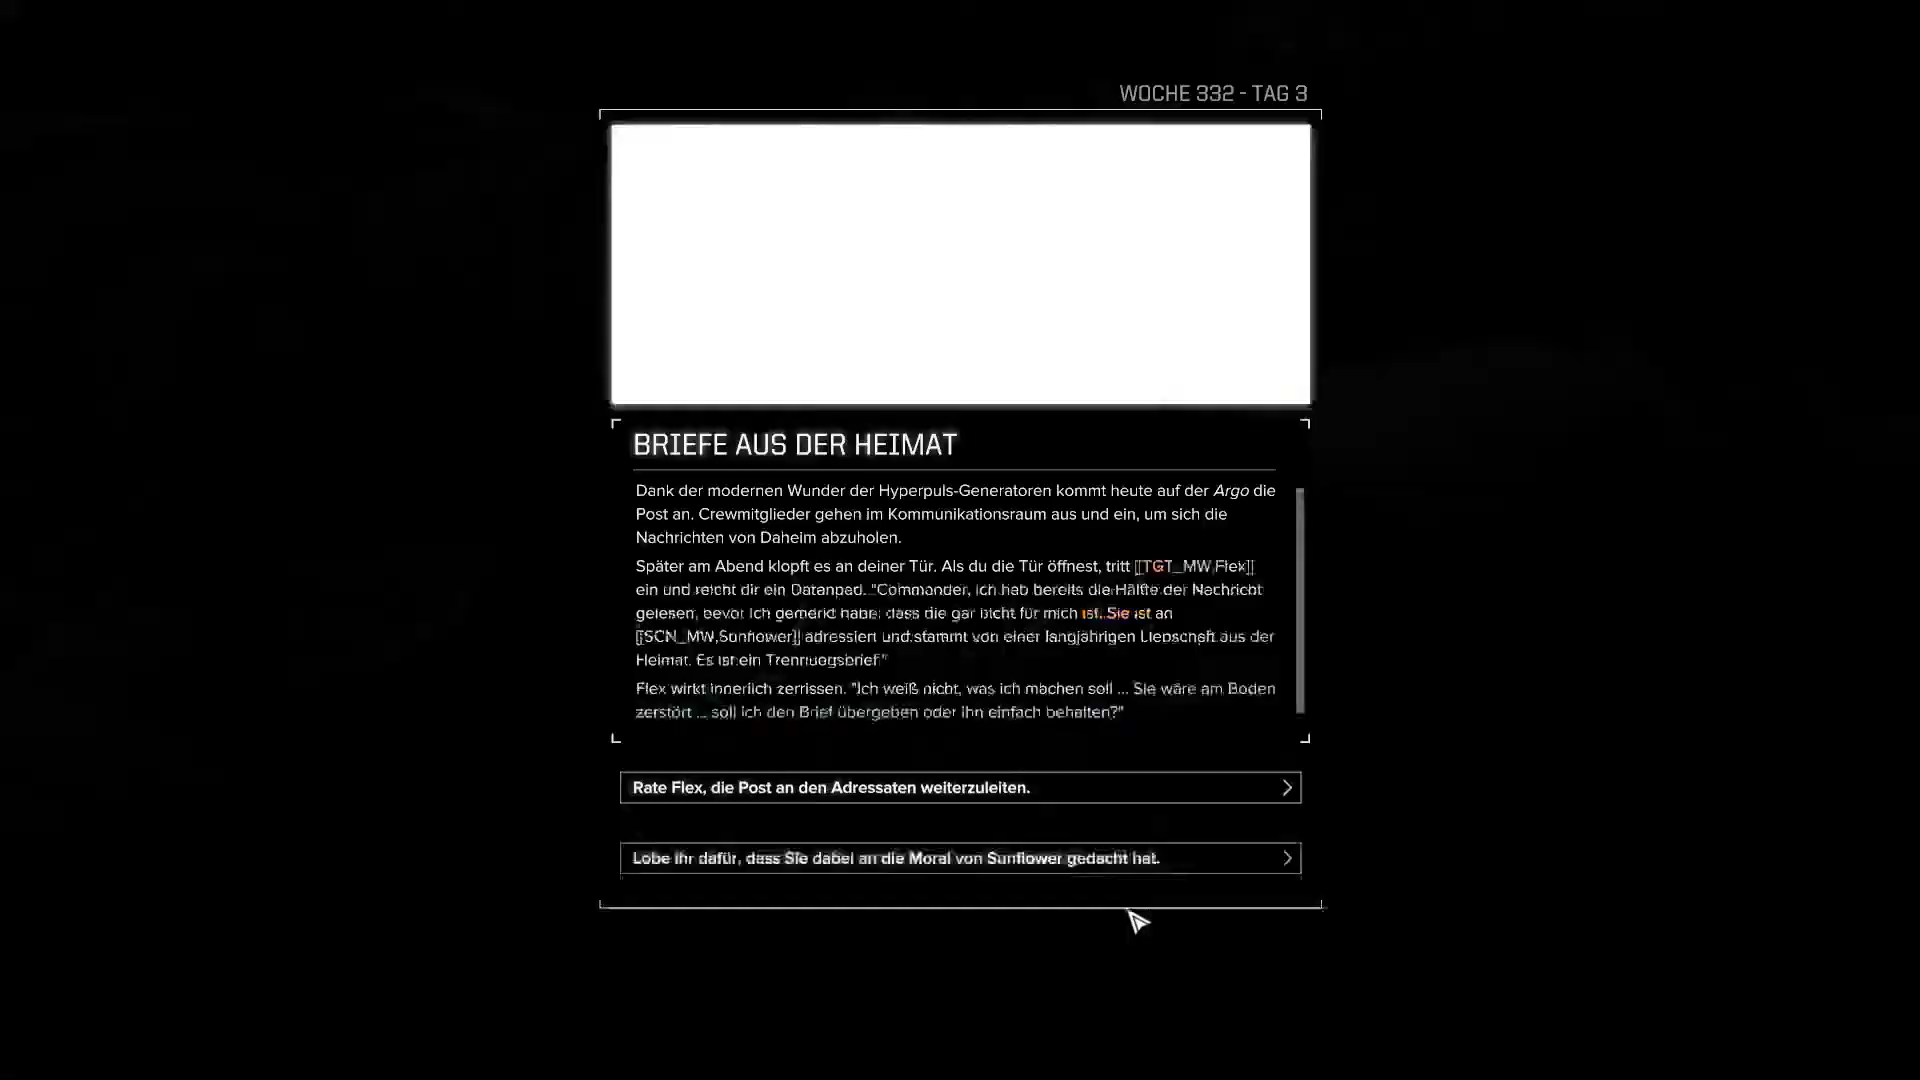 WOCHE 332 - TAG 3
BRIEFE AUS DER HEIMAT
Dank der modernen Wunder der Hyperpuls-Generatoren kommt heute auf der Argo die
Post an. Crewmitglieder gehen im Kommunikationsraum aus und ein, um sich die
Nachrichten von Daheim abzuholen.
Später am Abend klopft es an deiner Tür. Als du die Tür öffnest, tritt [[TGT_MW,Flex]]
ein und reicht dir ein Datenpad. "Commander, ich hab bereits die Hälfte der Nachricht
gelesen, bevor ich gemerkt habe, dass die gar nicht für mich ist. Sie ist an
[[SCN_MW,Sunflower]] adressiert und stammt von einer langjährigen Liebschaft aus der
Heimat. Es ist ein Trennungsbrief!"
Flex wirkt innerlich zerrissen. "Ich weiß nicht, was ich machen soll ... Sie wäre am Boden
zerstört ... soll ich den Brief übergeben oder ihn einfach behalten?"
Rate Flex, die Post an den Adressaten weiterzuleiten.
Lobe ihr dafür, dass Sie dabei an die Moral von Sunflower gedacht hat.